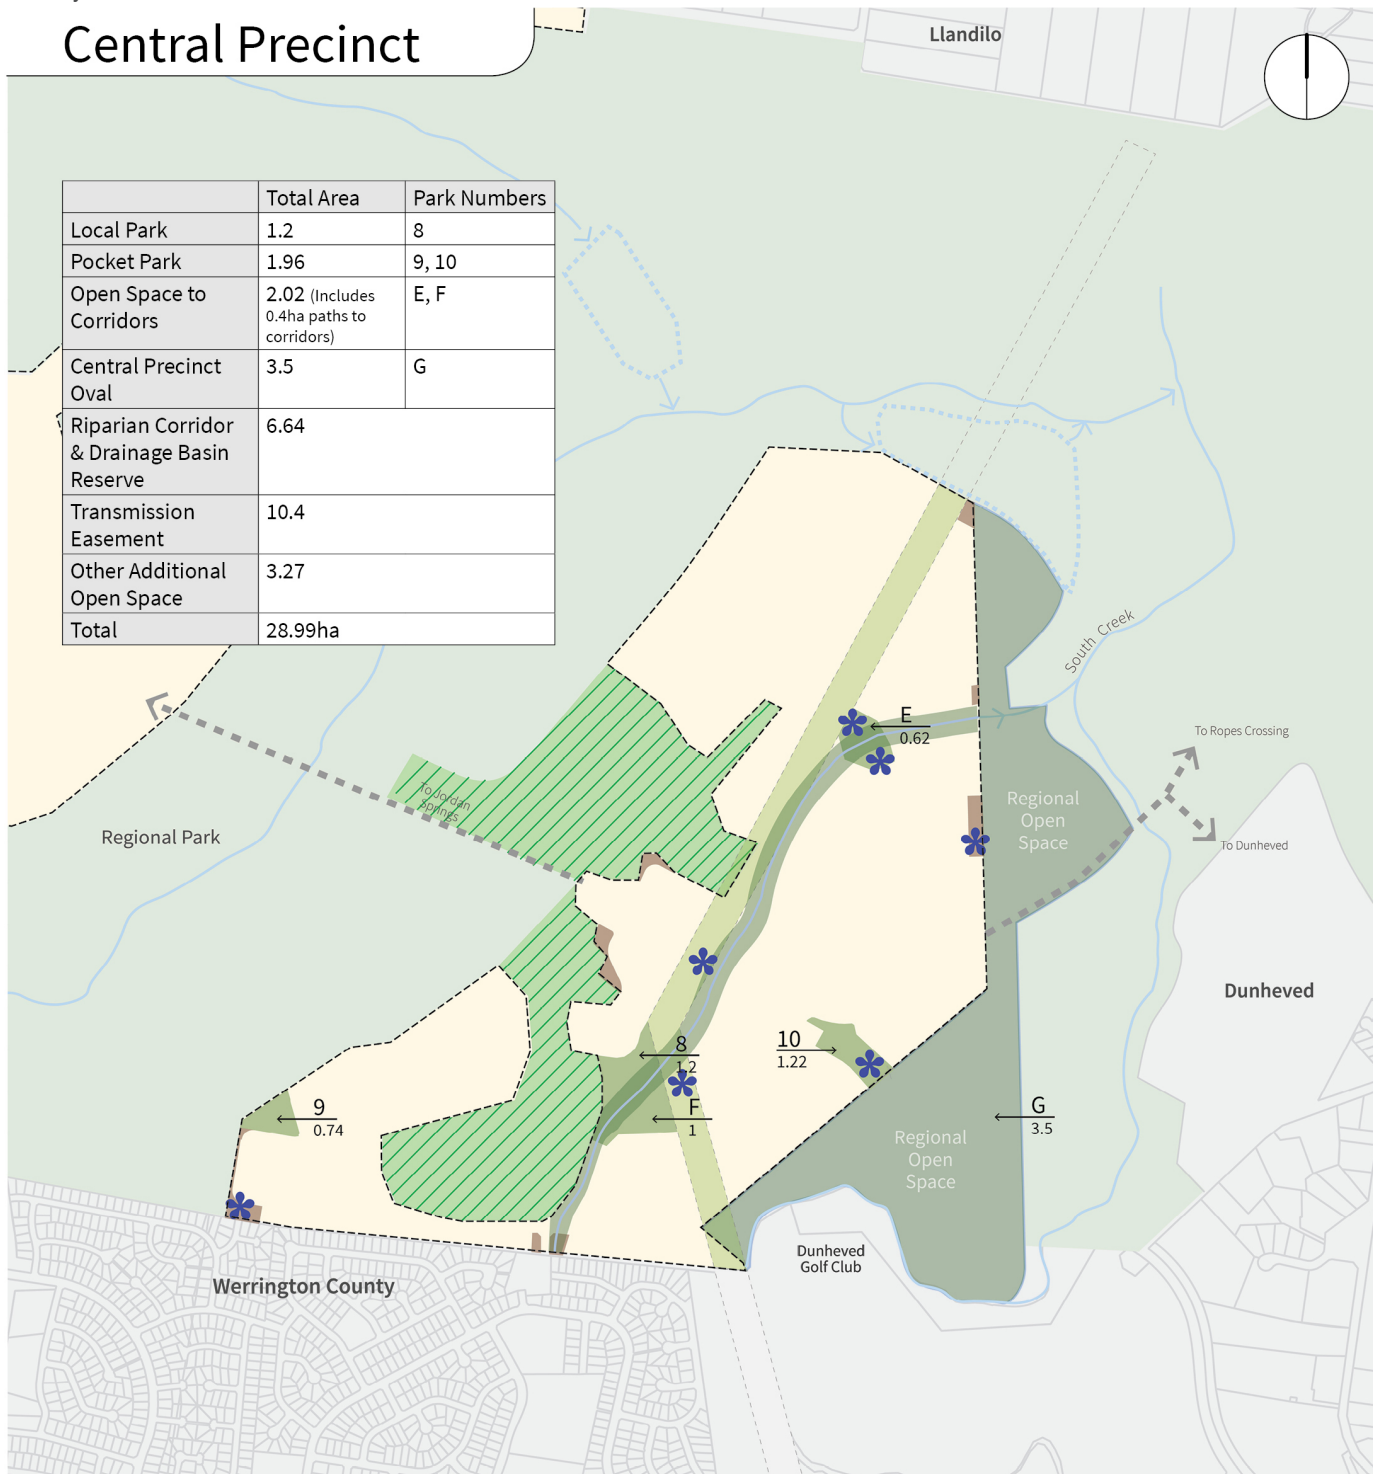 Central Precinct
Llandilo
Total Area Park Numbers
Local Park 1.2 8
Pocket Park 1.96 9, 10
Open Space to 2.02 (Includes E, F
Corridors 0.4ha paths to
corridors)
Central Precinct 3.5 G
Oval
Riparian Corridor 6.64
& Drainage Basin
Reserve
Transmission 10.4
Easement
Other Additional 3.27
Open Space
Total 28.99ha
South Creek
E
0.62
To Ropes Crossing
To Jordan
Springs
Regional
Open
Space
Regional Park
To Dunheved
Dunheved
8
1.2
10
1.22
9
0.74
F
1
G
3.5
Regional
Open
Space
Dunheved
Golf Club
Werrington County